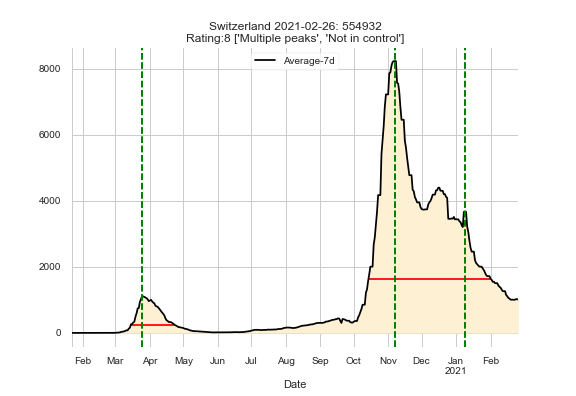 Switzerland 2021-02-26: 554932
Rating:8 ['Multiple peaks', 'Not in control']
Average-7d
8000
6000
4000
2000
0
Feb Mar Apr May Jun Jul Aug Sep Oct Nov Dec Jan Feb
2021
Date